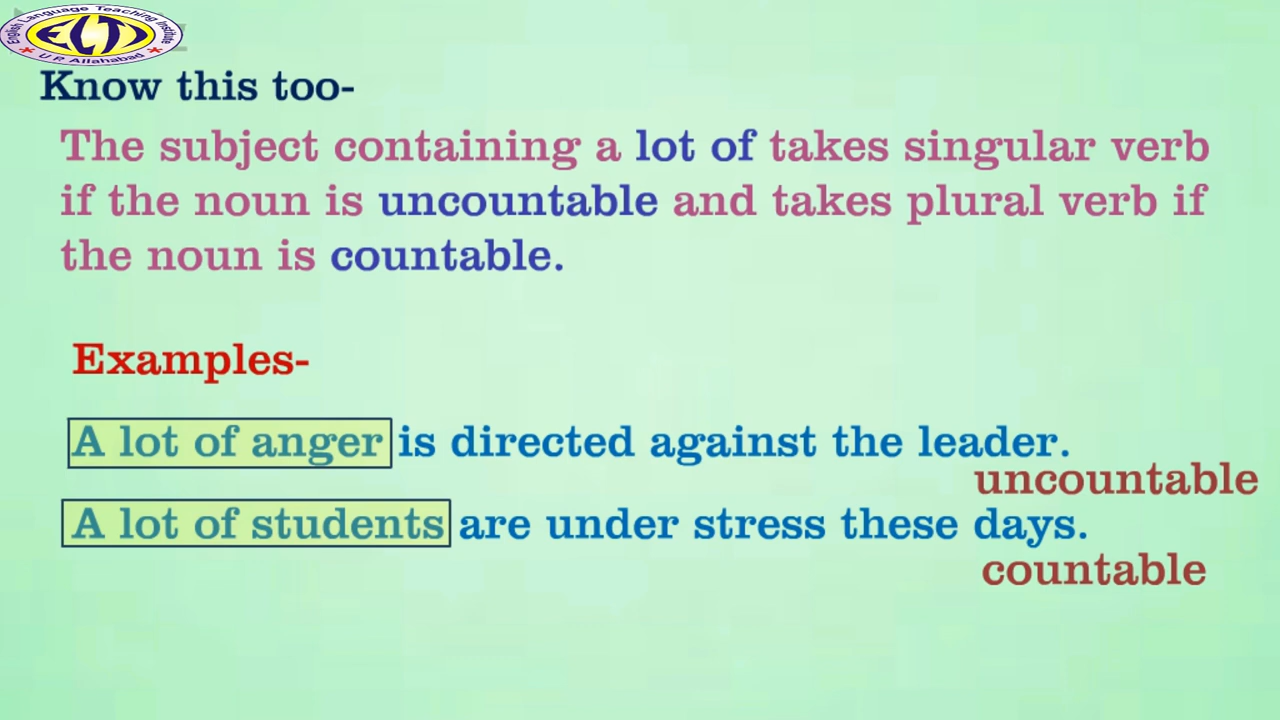 English Language Teaching Institute
ELTI
U P Allahabad
Know this too-
The subject containing a lot of takes singular verb
if the noun is uncountable and takes plural verb if
the noun is countable.
Examples-
A lot of anger is directed against the leader.
uncountable
A lot of students are under stress these days.
countable